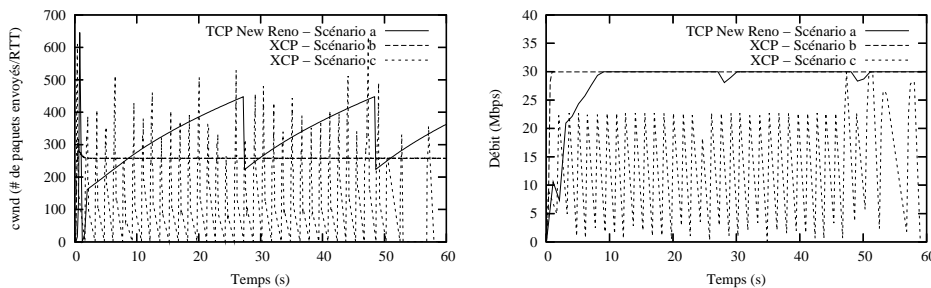 700
600
500
400
300
200
100
0
cwnd (# de paquets envoyés/RTT)
TCP New Reno – Scénario a
XCP – Scénario b
XCP – Scénario c
0 10 20 30 40 50 60
Temps (s)
40
35
30
25
20
15
10
5
0
Débit (Mbps)
TCP New Reno – Scénario a
XCP – Scénario b
XCP – Scénario c
0 10 20 30 40 50 60
Temps (s)